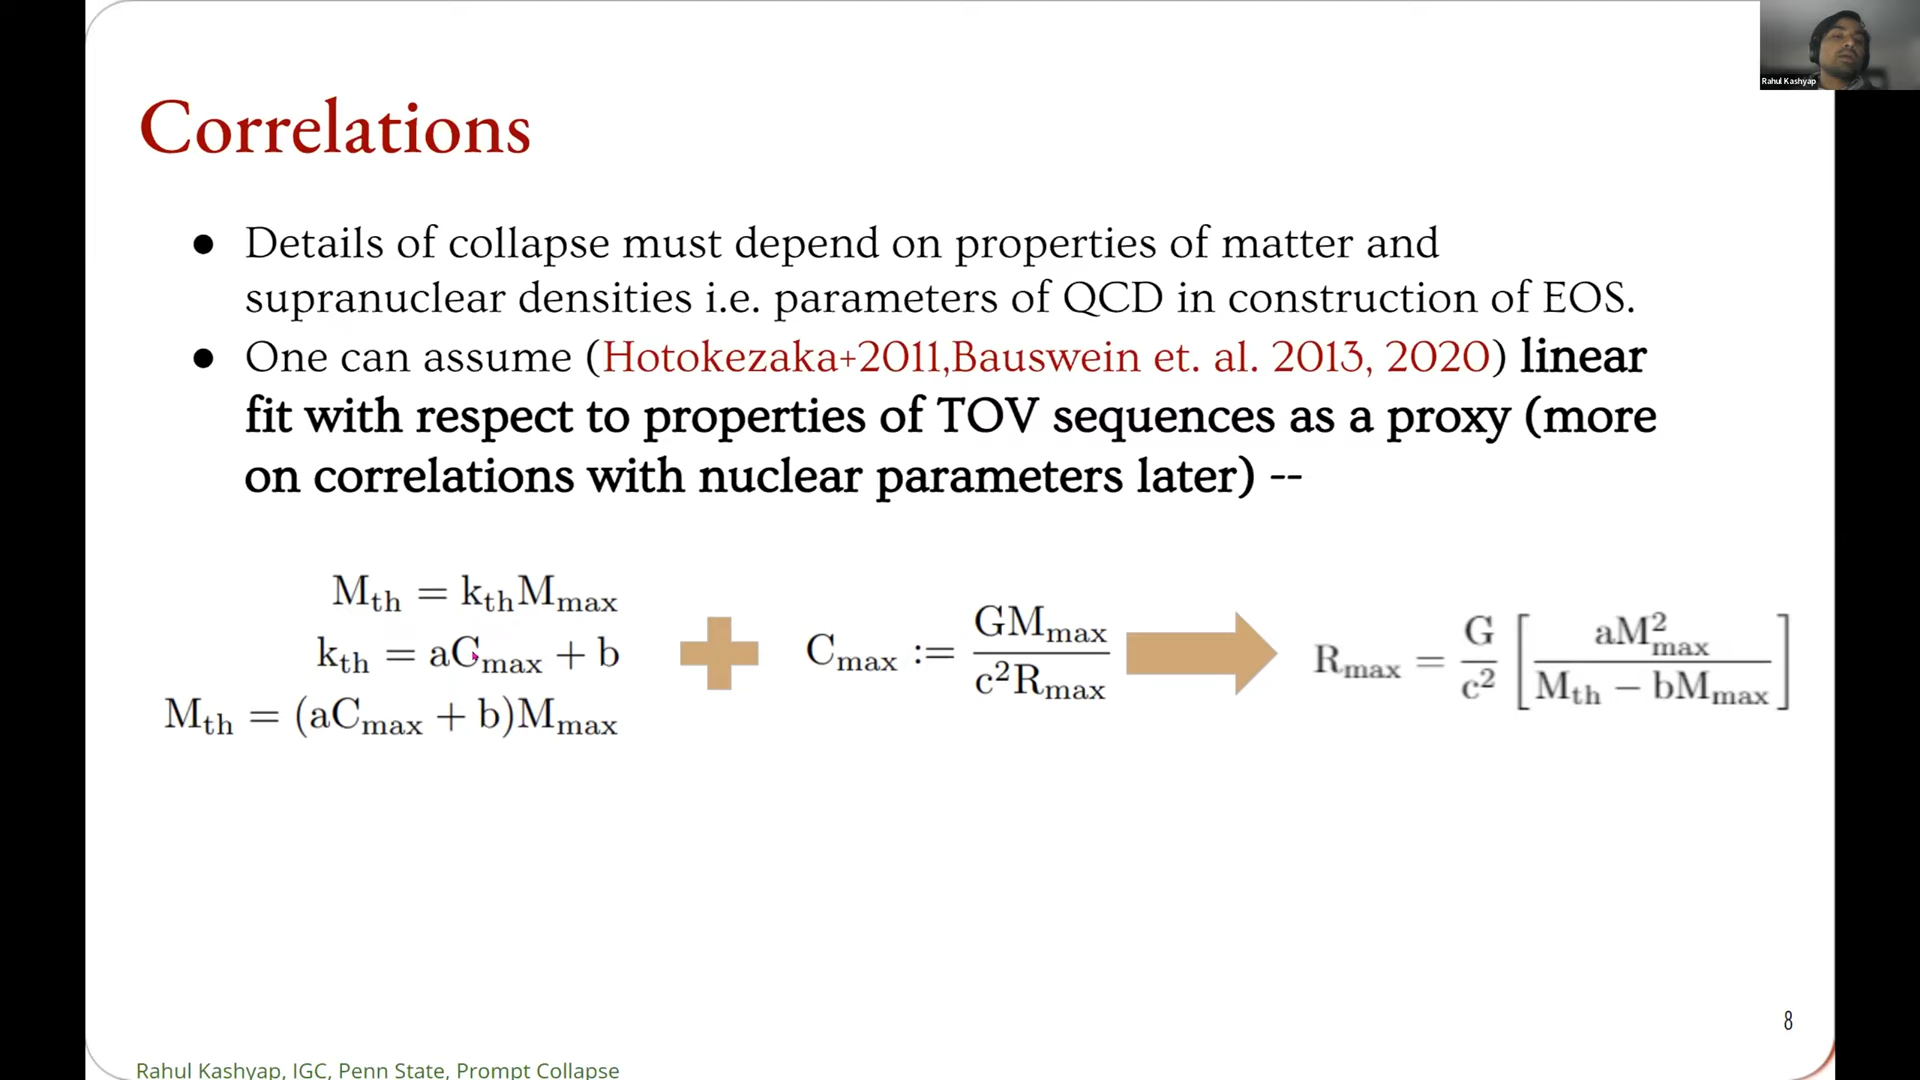 Rahul Kashyap
Correlations
● Details of collapse must depend on properties of matter and
supranuclear densities i.e. parameters of QCD in construction of EOS.
● One can assume (Hotokezaka+2011,Bauswein et. al. 2013, 2020) linear
fit with respect to properties of TOV sequences as a proxy (more
on correlations with nuclear parameters later) --
M_th = k_th M_max
k_th = aC_max + b
M_th = (aC_max + b)M_max
C_max := GM_max / c²R_max
R_max = G/c² [ aM²_max / (M_th − bM_max) ]
8
Rahul Kashyap, IGC, Penn State, Prompt Collapse